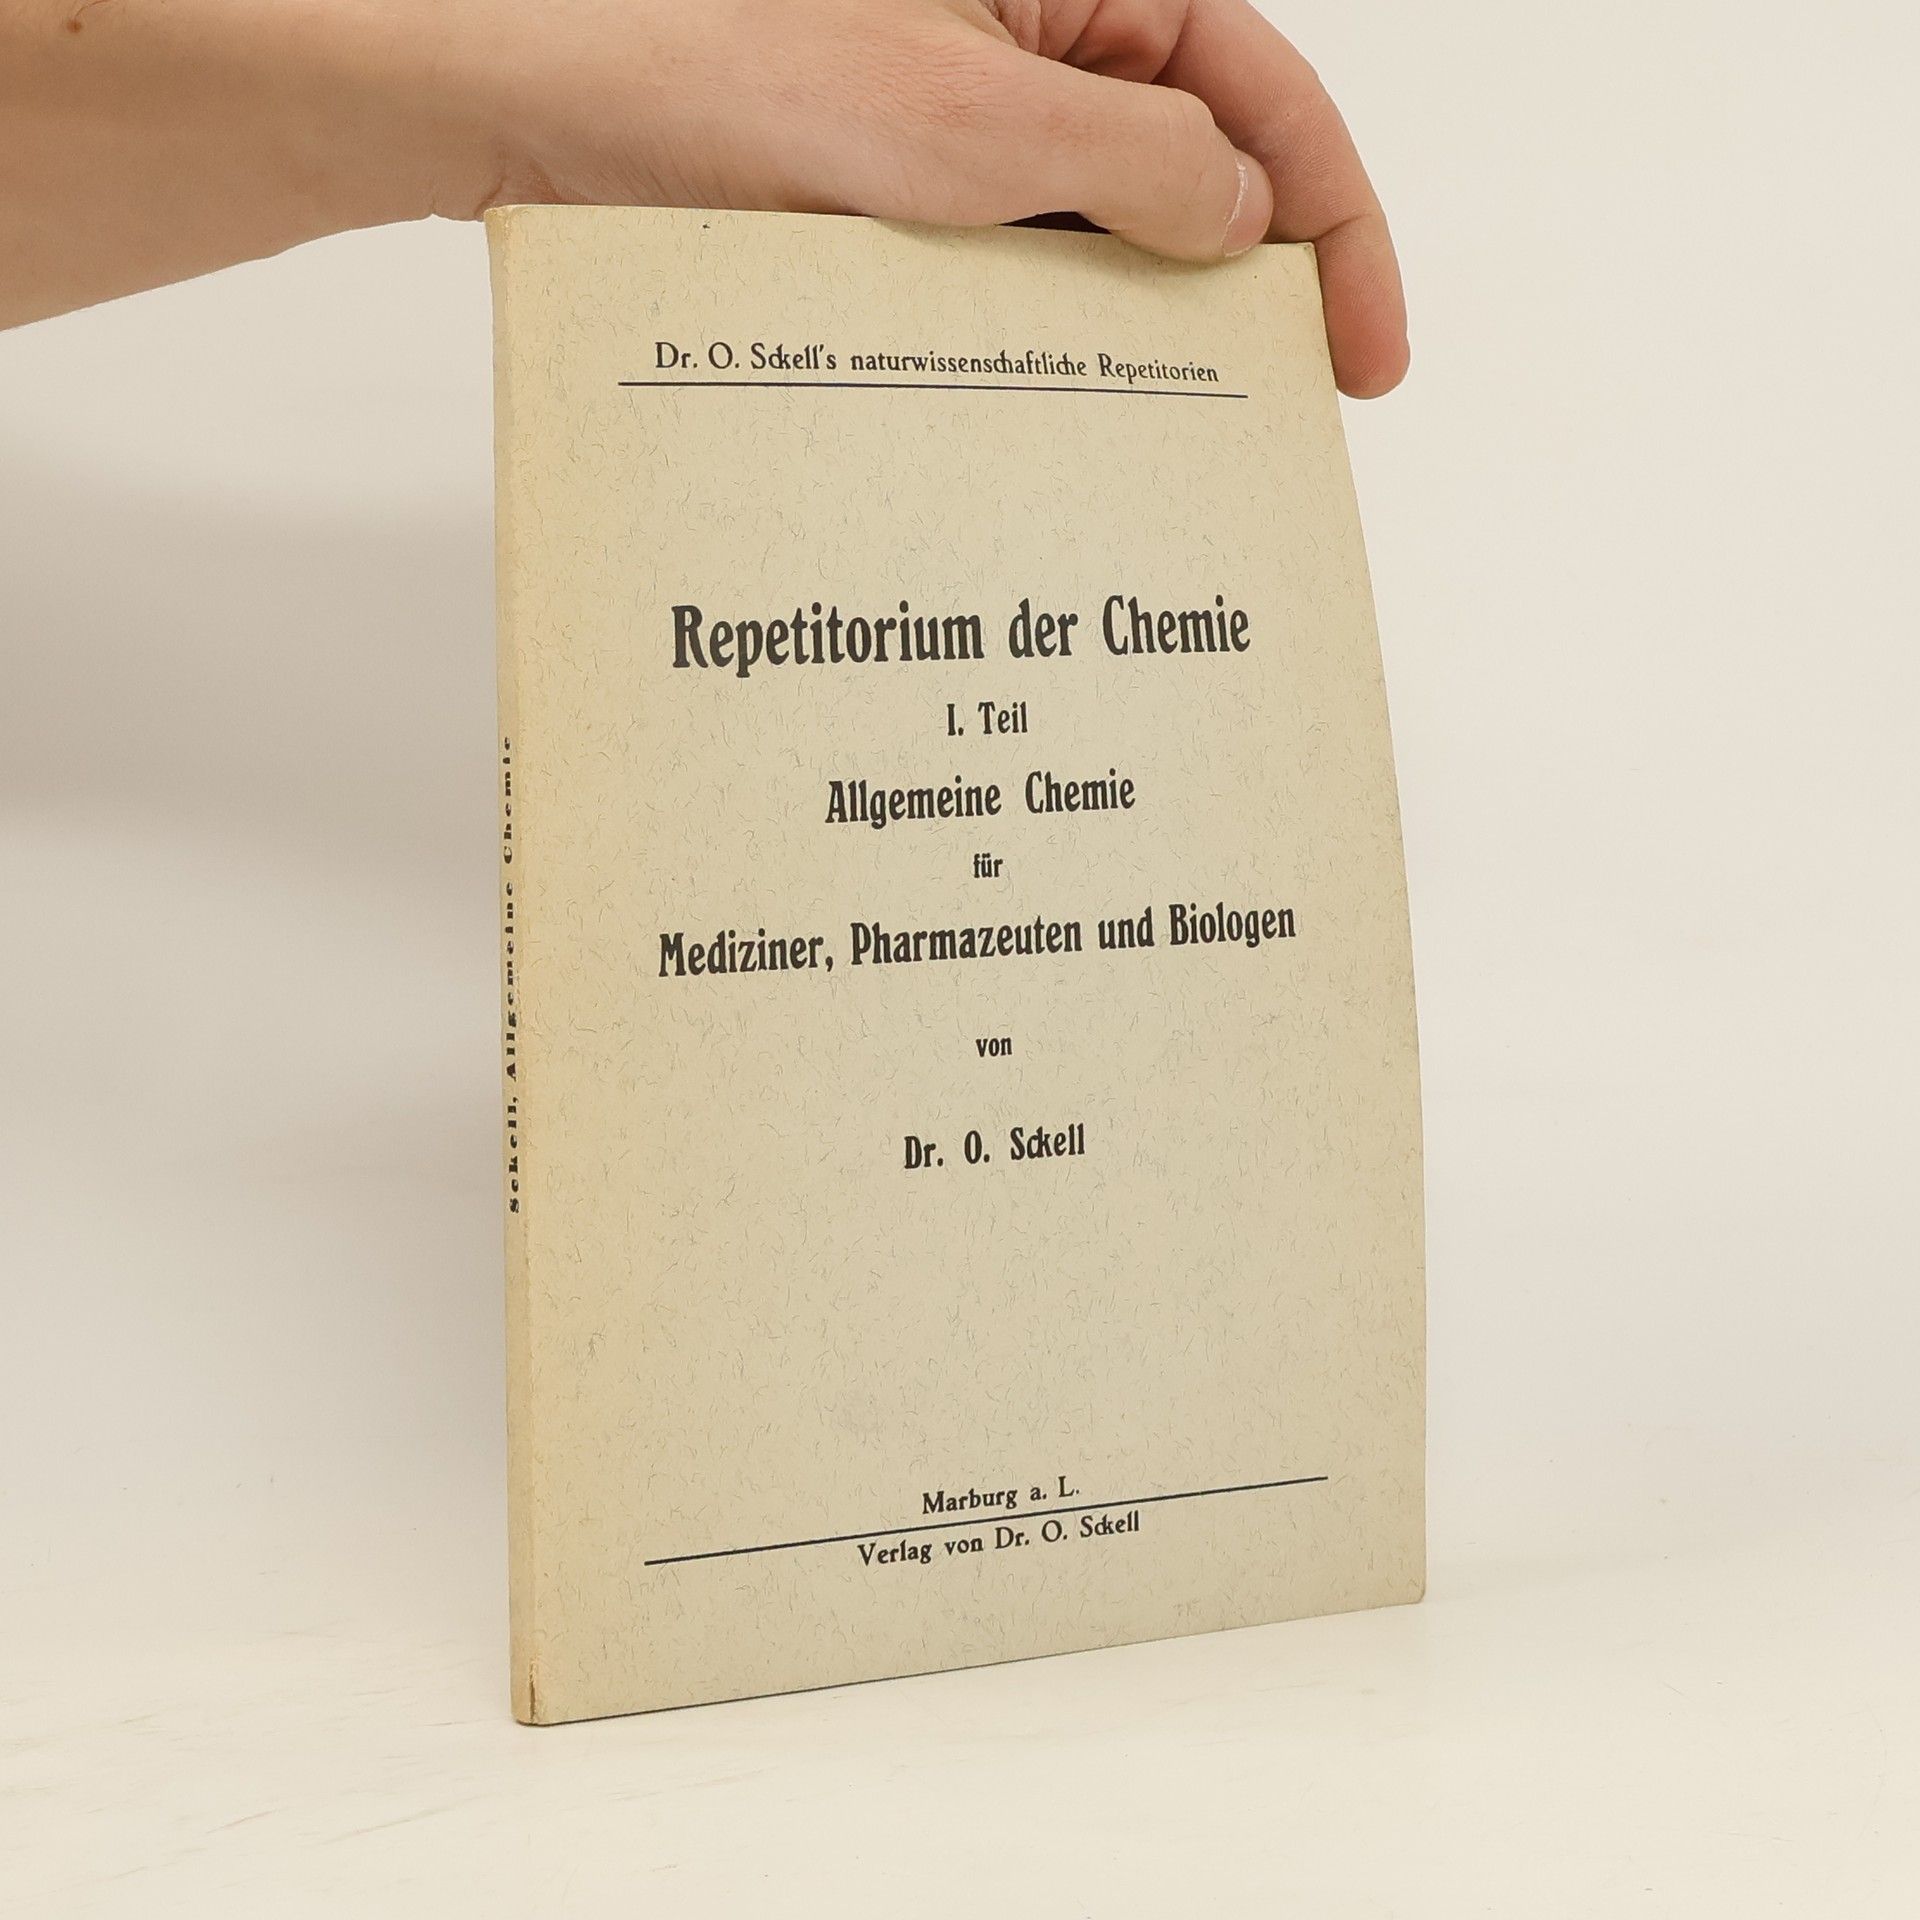 Dr. O. Sckell's naturwissenschaftliche Repetitorien
Repetitorium der Chemie
I. Teil
Allgemeine Chemie
für
Mediziner, Pharmazeuten und Biologen
von
Dr. O. Sckell
Marburg a. L.
Verlag von Dr. O. Sckell
Sckell, Allgemeine Chemie